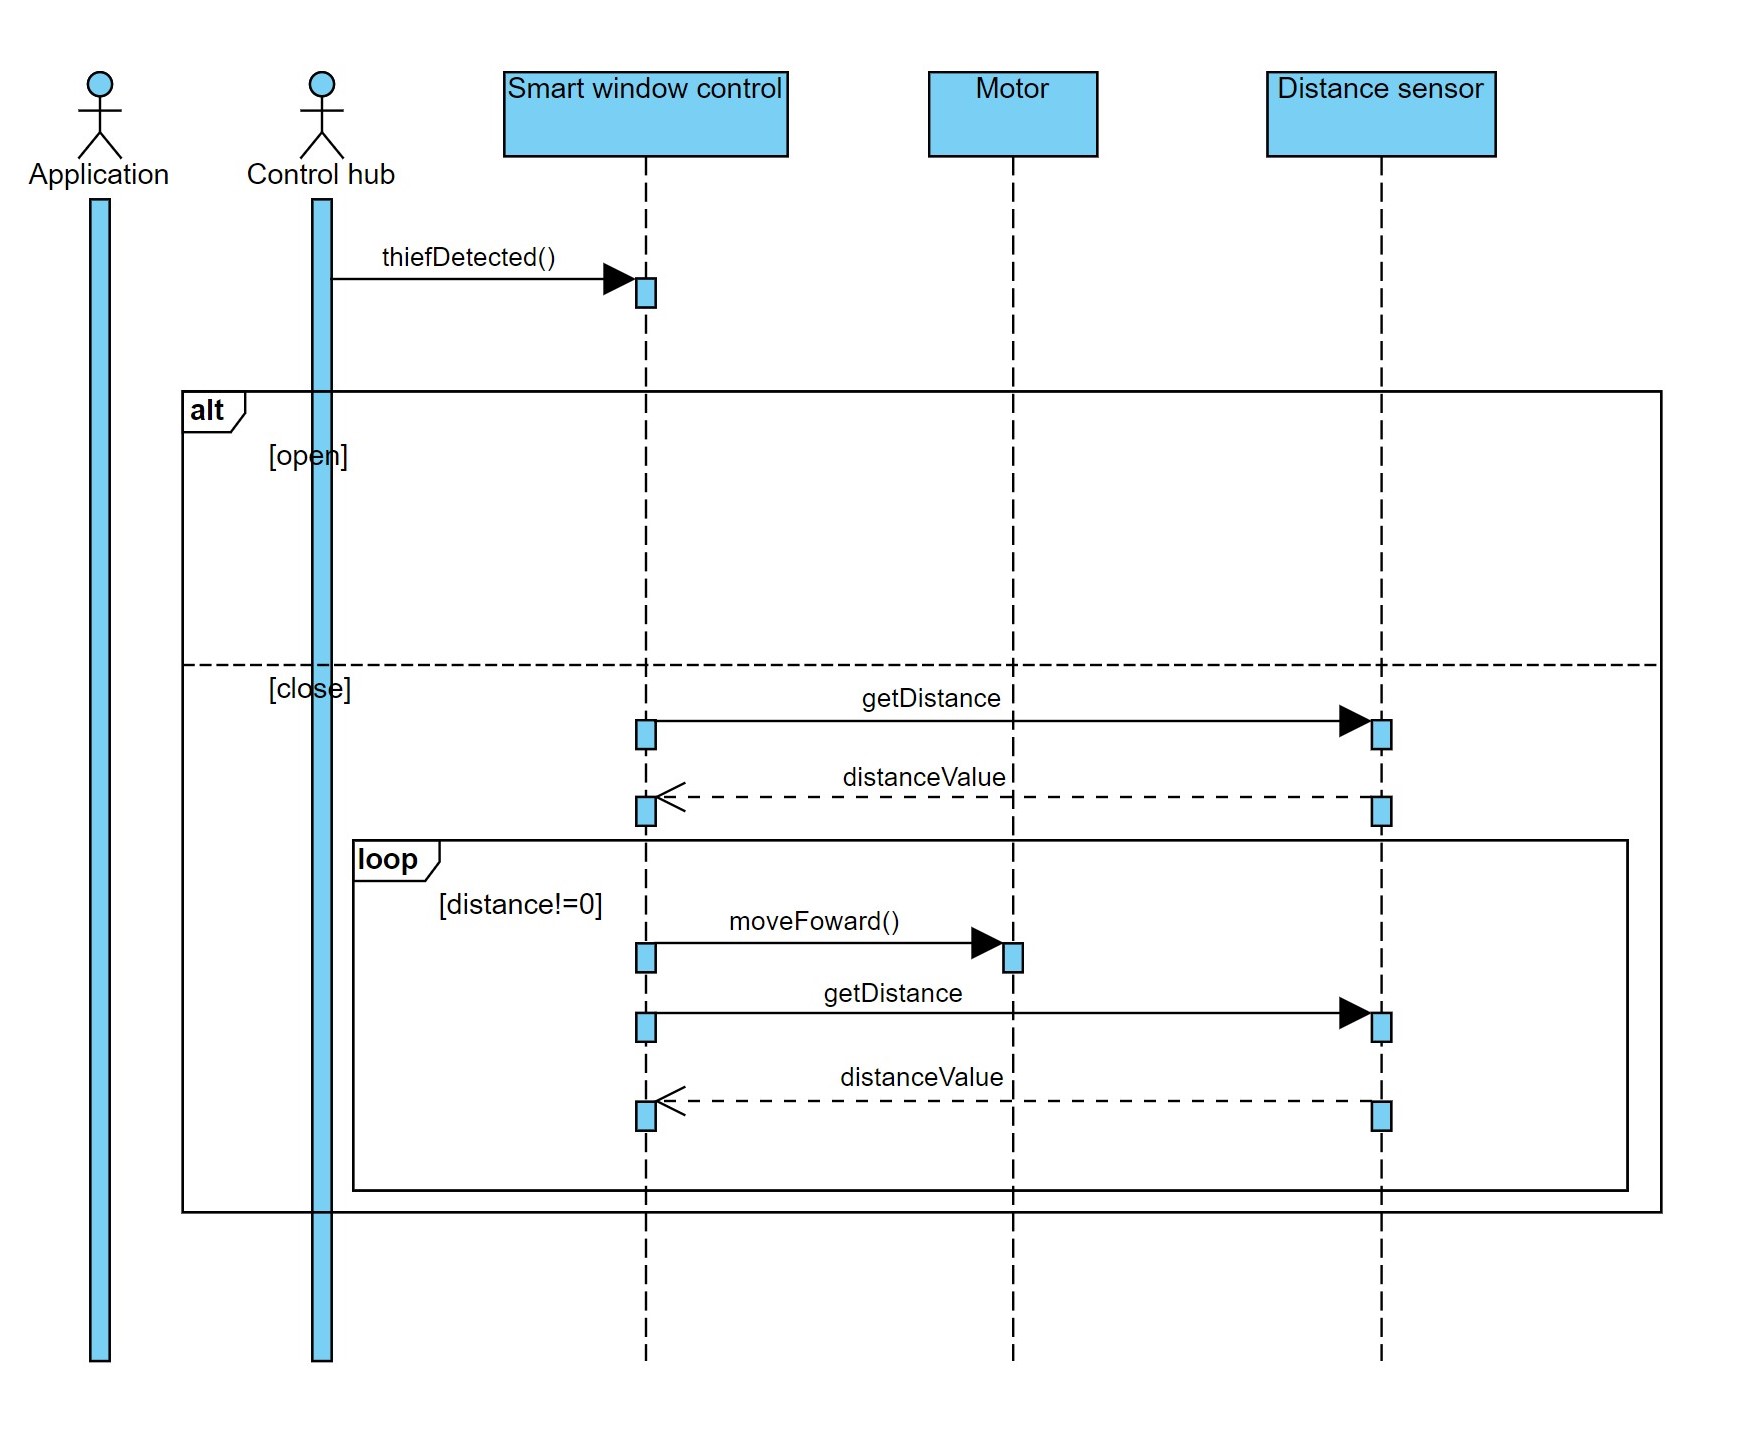 Application
Control hub
Smart window control
Motor
Distance sensor
thiefDetected()
alt
[open]
[close]
getDistance
distanceValue
loop
[distance!=0]
moveFoward()
getDistance
distanceValue